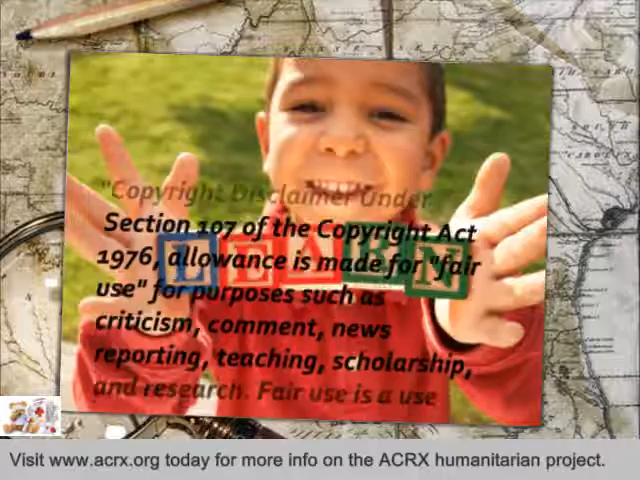 "Copyright Disclaimer Under
Section 107 of the Copyright Act
1976, allowance is made for "fair
use" for purposes such as
criticism, comment, news
reporting, teaching, scholarship,
and research. Fair use is a use
LEARN
Visit www.acrx.org today for more info on the ACRX humanitarian project.